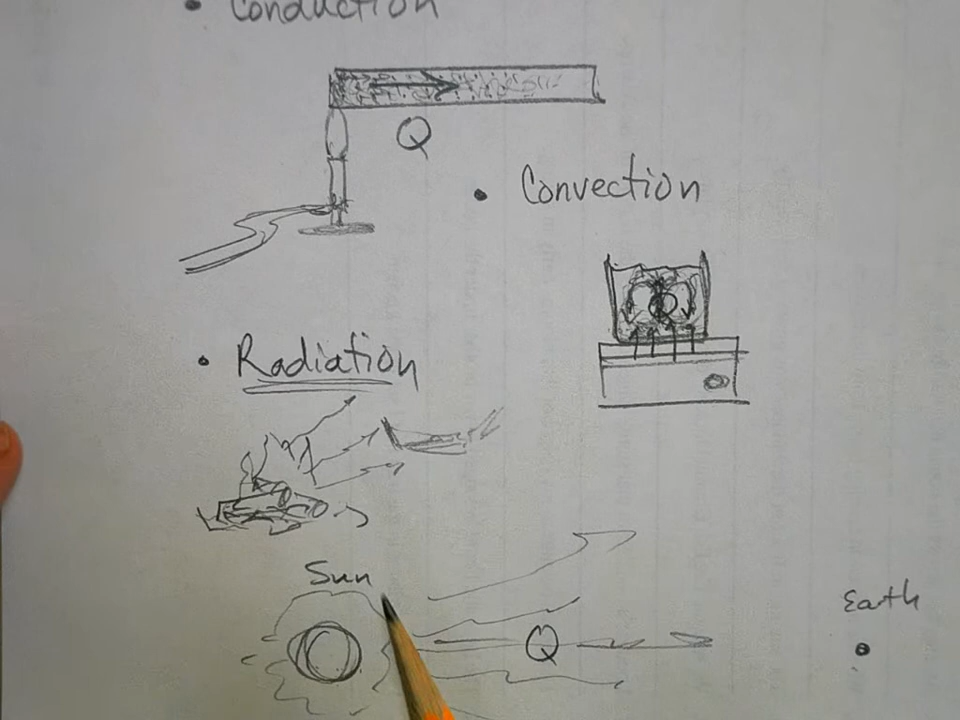 • Conduction
Q
• Convection
• Radiation
Sun
Q
Earth